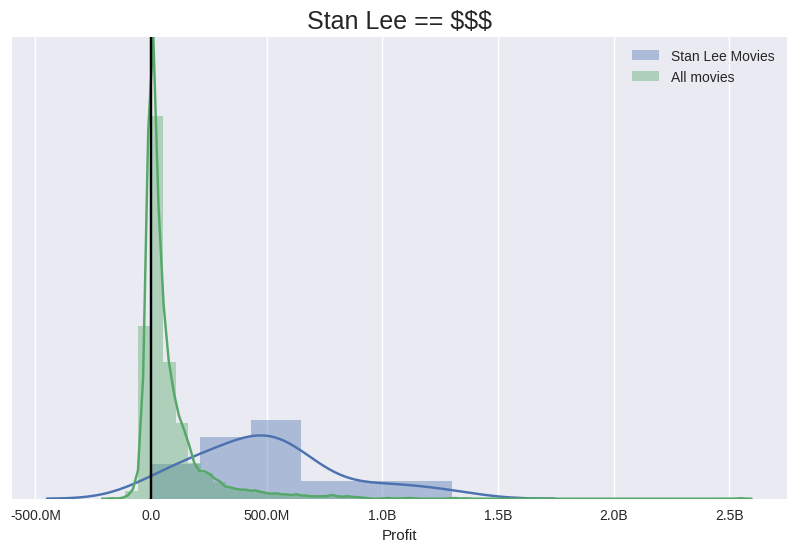 Stan Lee == $$$
Stan Lee Movies
All movies
-500.0M 0.0 500.0M 1.0B 1.5B 2.0B 2.5B
Profit